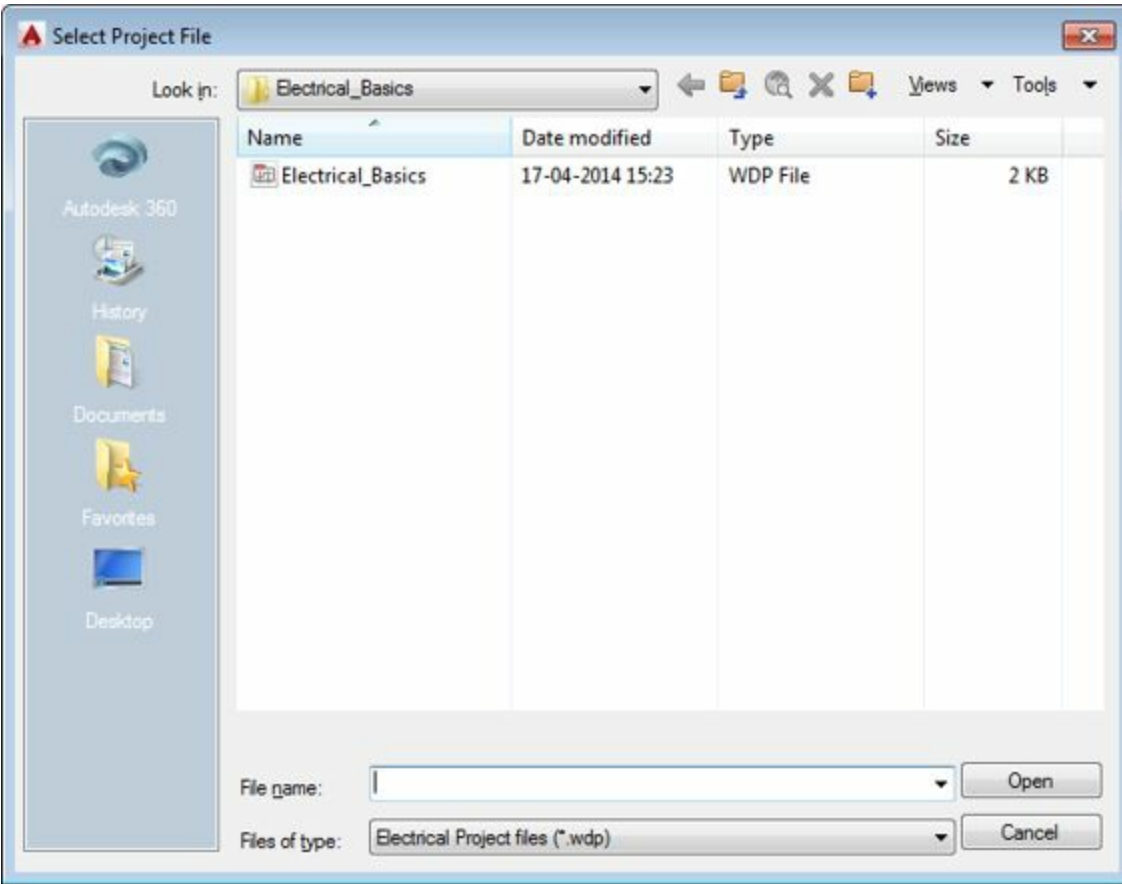 Select Project File
Look in: Electrical_Basics Views Tools
Name Date modified Type Size
Electrical_Basics 17-04-2014 15:23 WDP File 2 KB
Autodesk 360
History
Documents
Favorites
Desktop
File name: Open
Files of type: Electrical Project files (*.wdp) Cancel